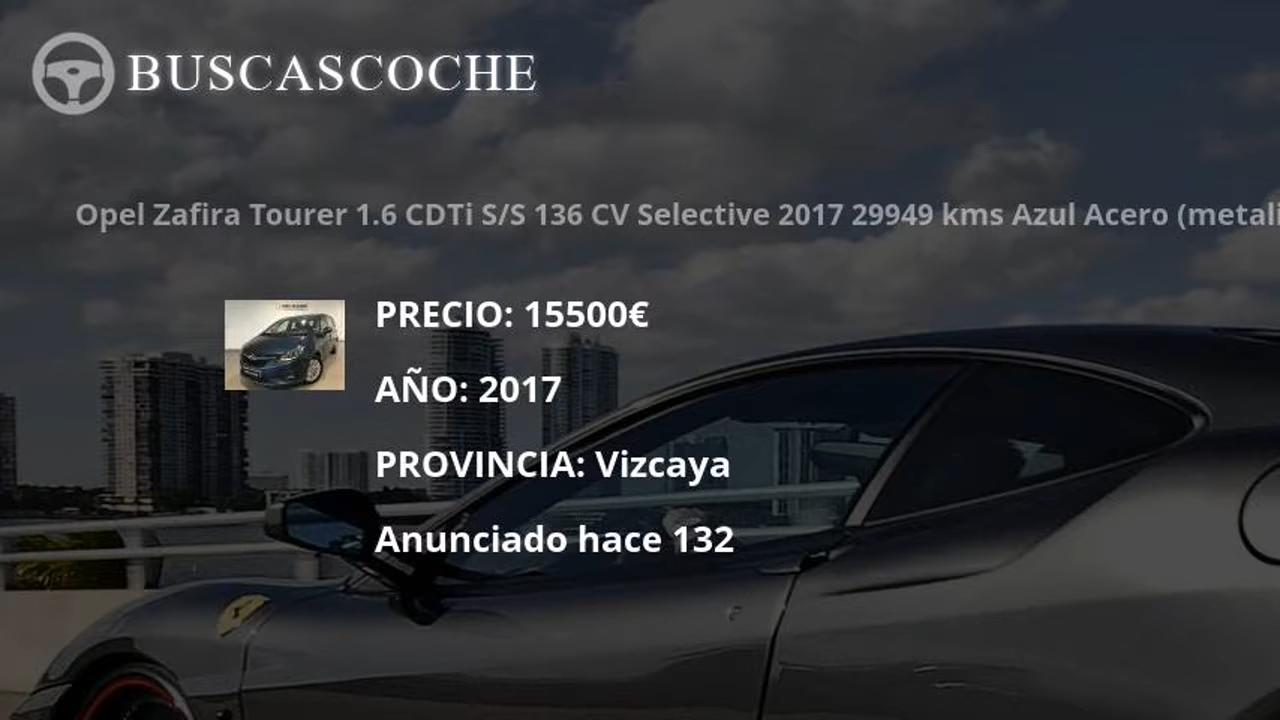 BUSCASCOCHE
Opel Zafira Tourer 1.6 CDTi S/S 136 CV Selective 2017 29949 kms Azul Acero (metali
PRECIO: 15500€
AÑO: 2017
PROVINCIA: Vizcaya
Anunciado hace 132